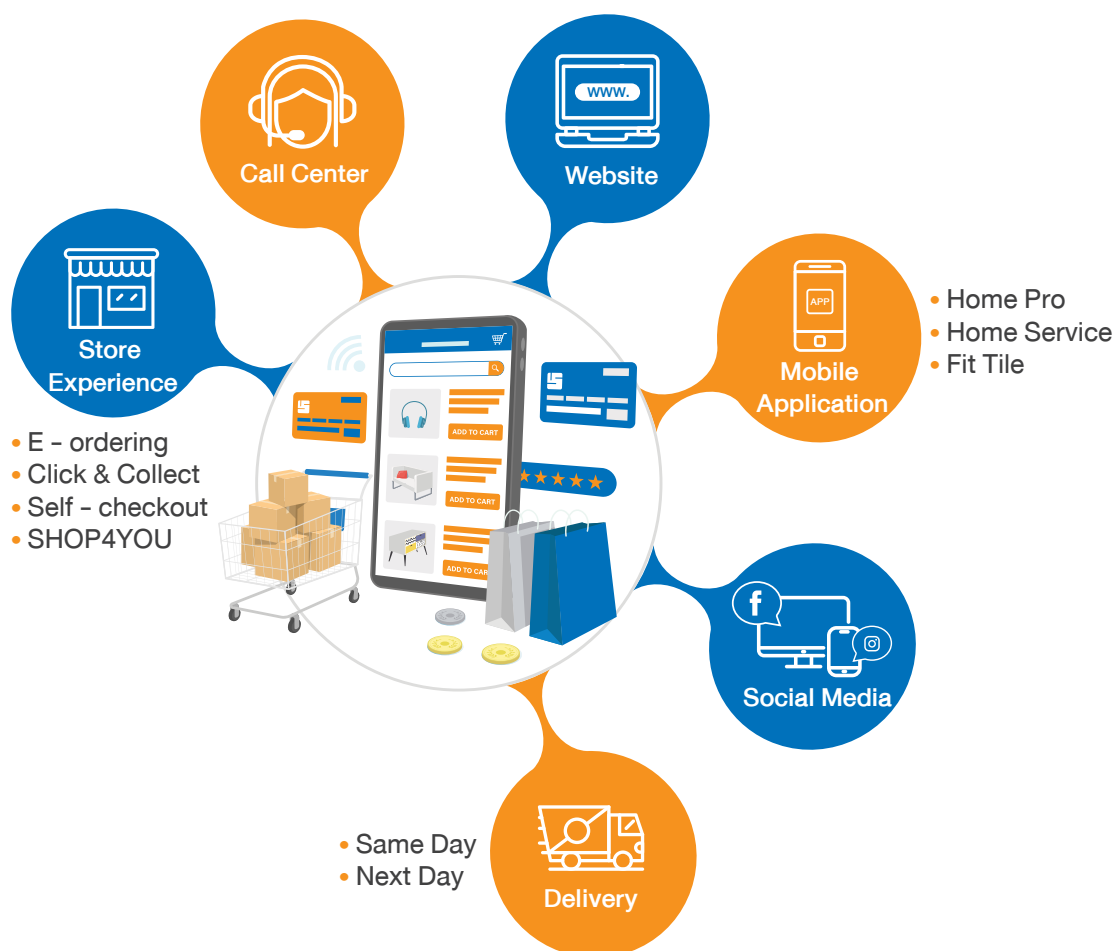 Call Center
WWW.
Website
Store
Experience
• E - ordering
• Click & Collect
• Self - checkout
• SHOP4YOU
APP
Mobile
Application
• Home Pro
• Home Service
• Fit Tile
ADD TO CART
ADD TO CART
ADD TO CART
f
Social Media
• Same Day
• Next Day
Delivery